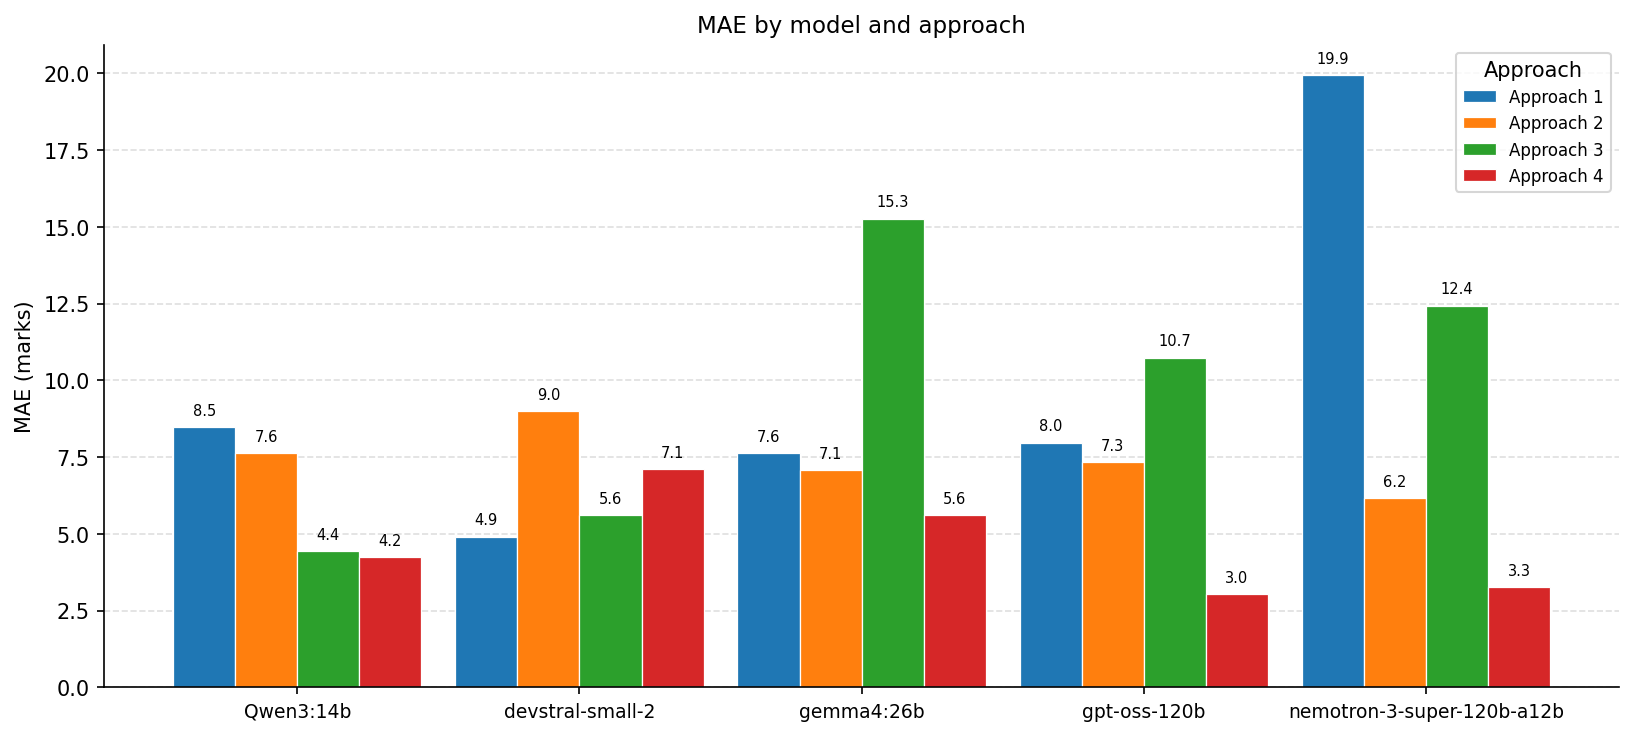 MAE by model and approach
MAE (marks)
20.0
17.5
15.0
12.5
10.0
7.5
5.0
2.5
0.0
Approach
Approach 1
Approach 2
Approach 3
Approach 4
8.5
7.6
4.4
4.2
4.9
9.0
5.6
7.1
7.6
7.1
15.3
5.6
8.0
7.3
10.7
3.0
19.9
6.2
12.4
3.3
Qwen3:14b
devstral-small-2
gemma4:26b
gpt-oss-120b
nemotron-3-super-120b-a12b